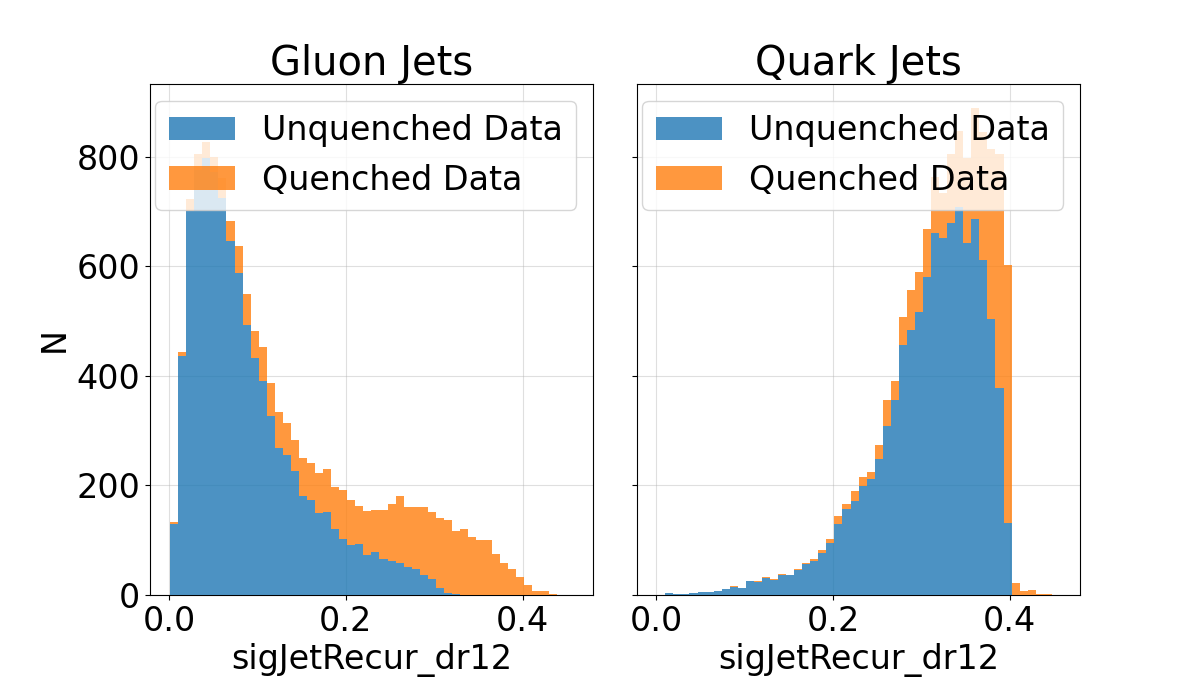 Gluon Jets
Unquenched Data
Quenched Data
N
800
600
400
200
0
0.0 0.2 0.4
sigJetRecur_dr12
Quark Jets
Unquenched Data
Quenched Data
0.0 0.2 0.4
sigJetRecur_dr12